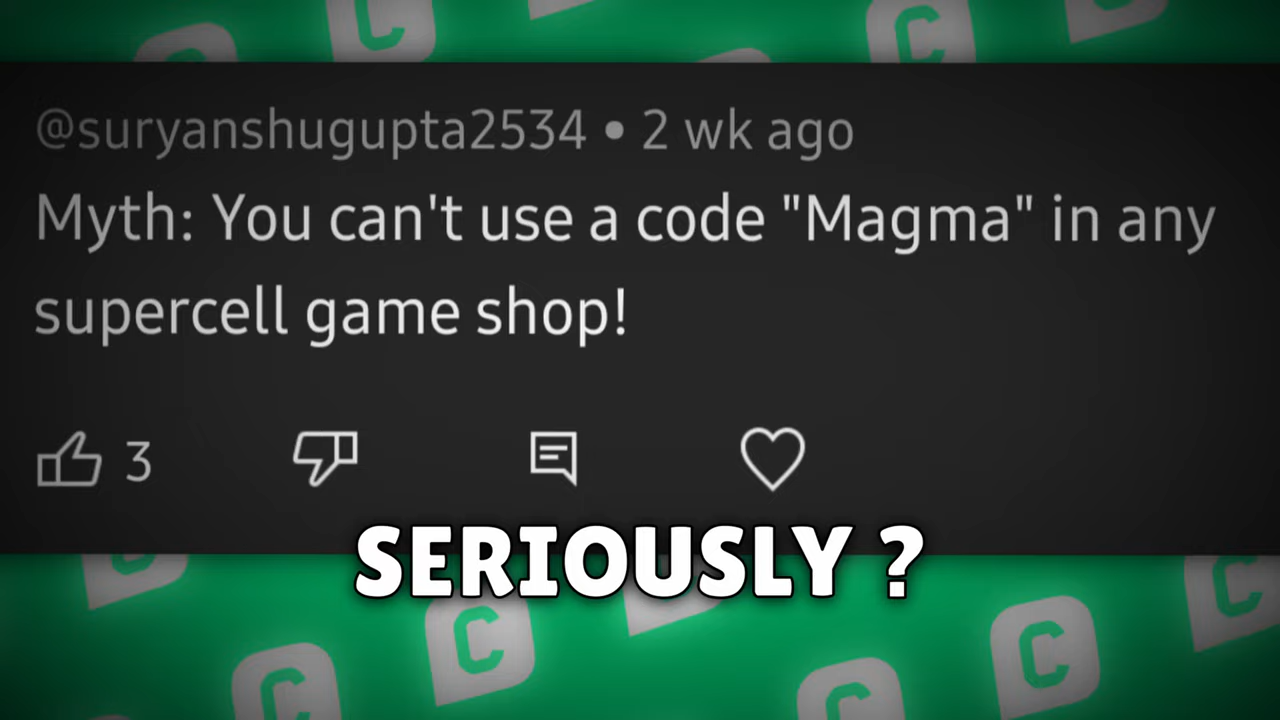 @suryanshugupta2534 • 2 wk ago
Myth: You can't use a code "Magma" in any
supercell game shop!
3
SERIOUSLY ?